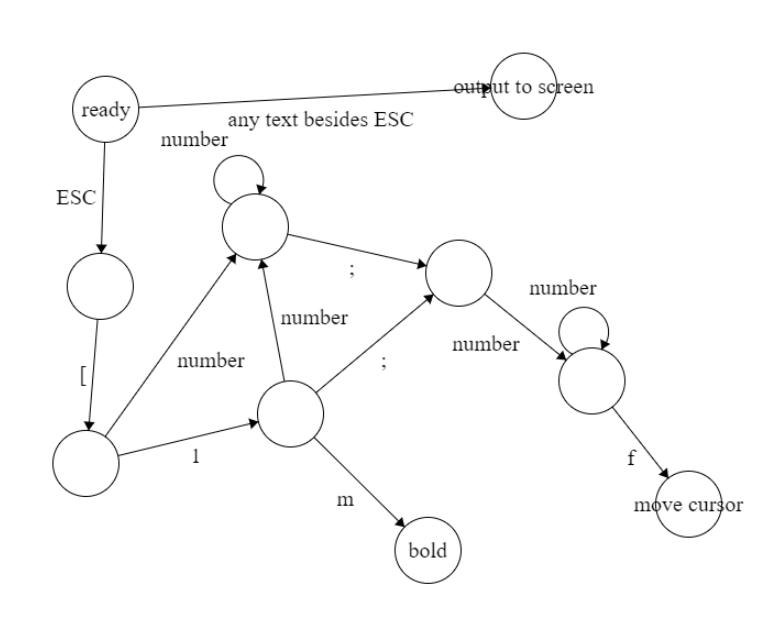 ready
output to screen
any text besides ESC
number
ESC
;
number
number
[
number
;
number
1
f
m
move cursor
bold